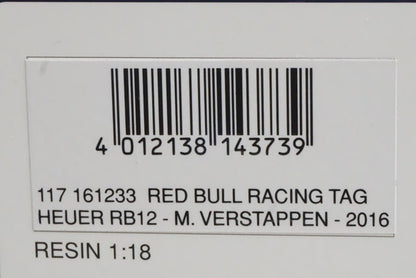 4 012138 143739
117 161233 RED BULL RACING TAG
HEUER RB12 - M. VERSTAPPEN - 2016
RESIN 1:18